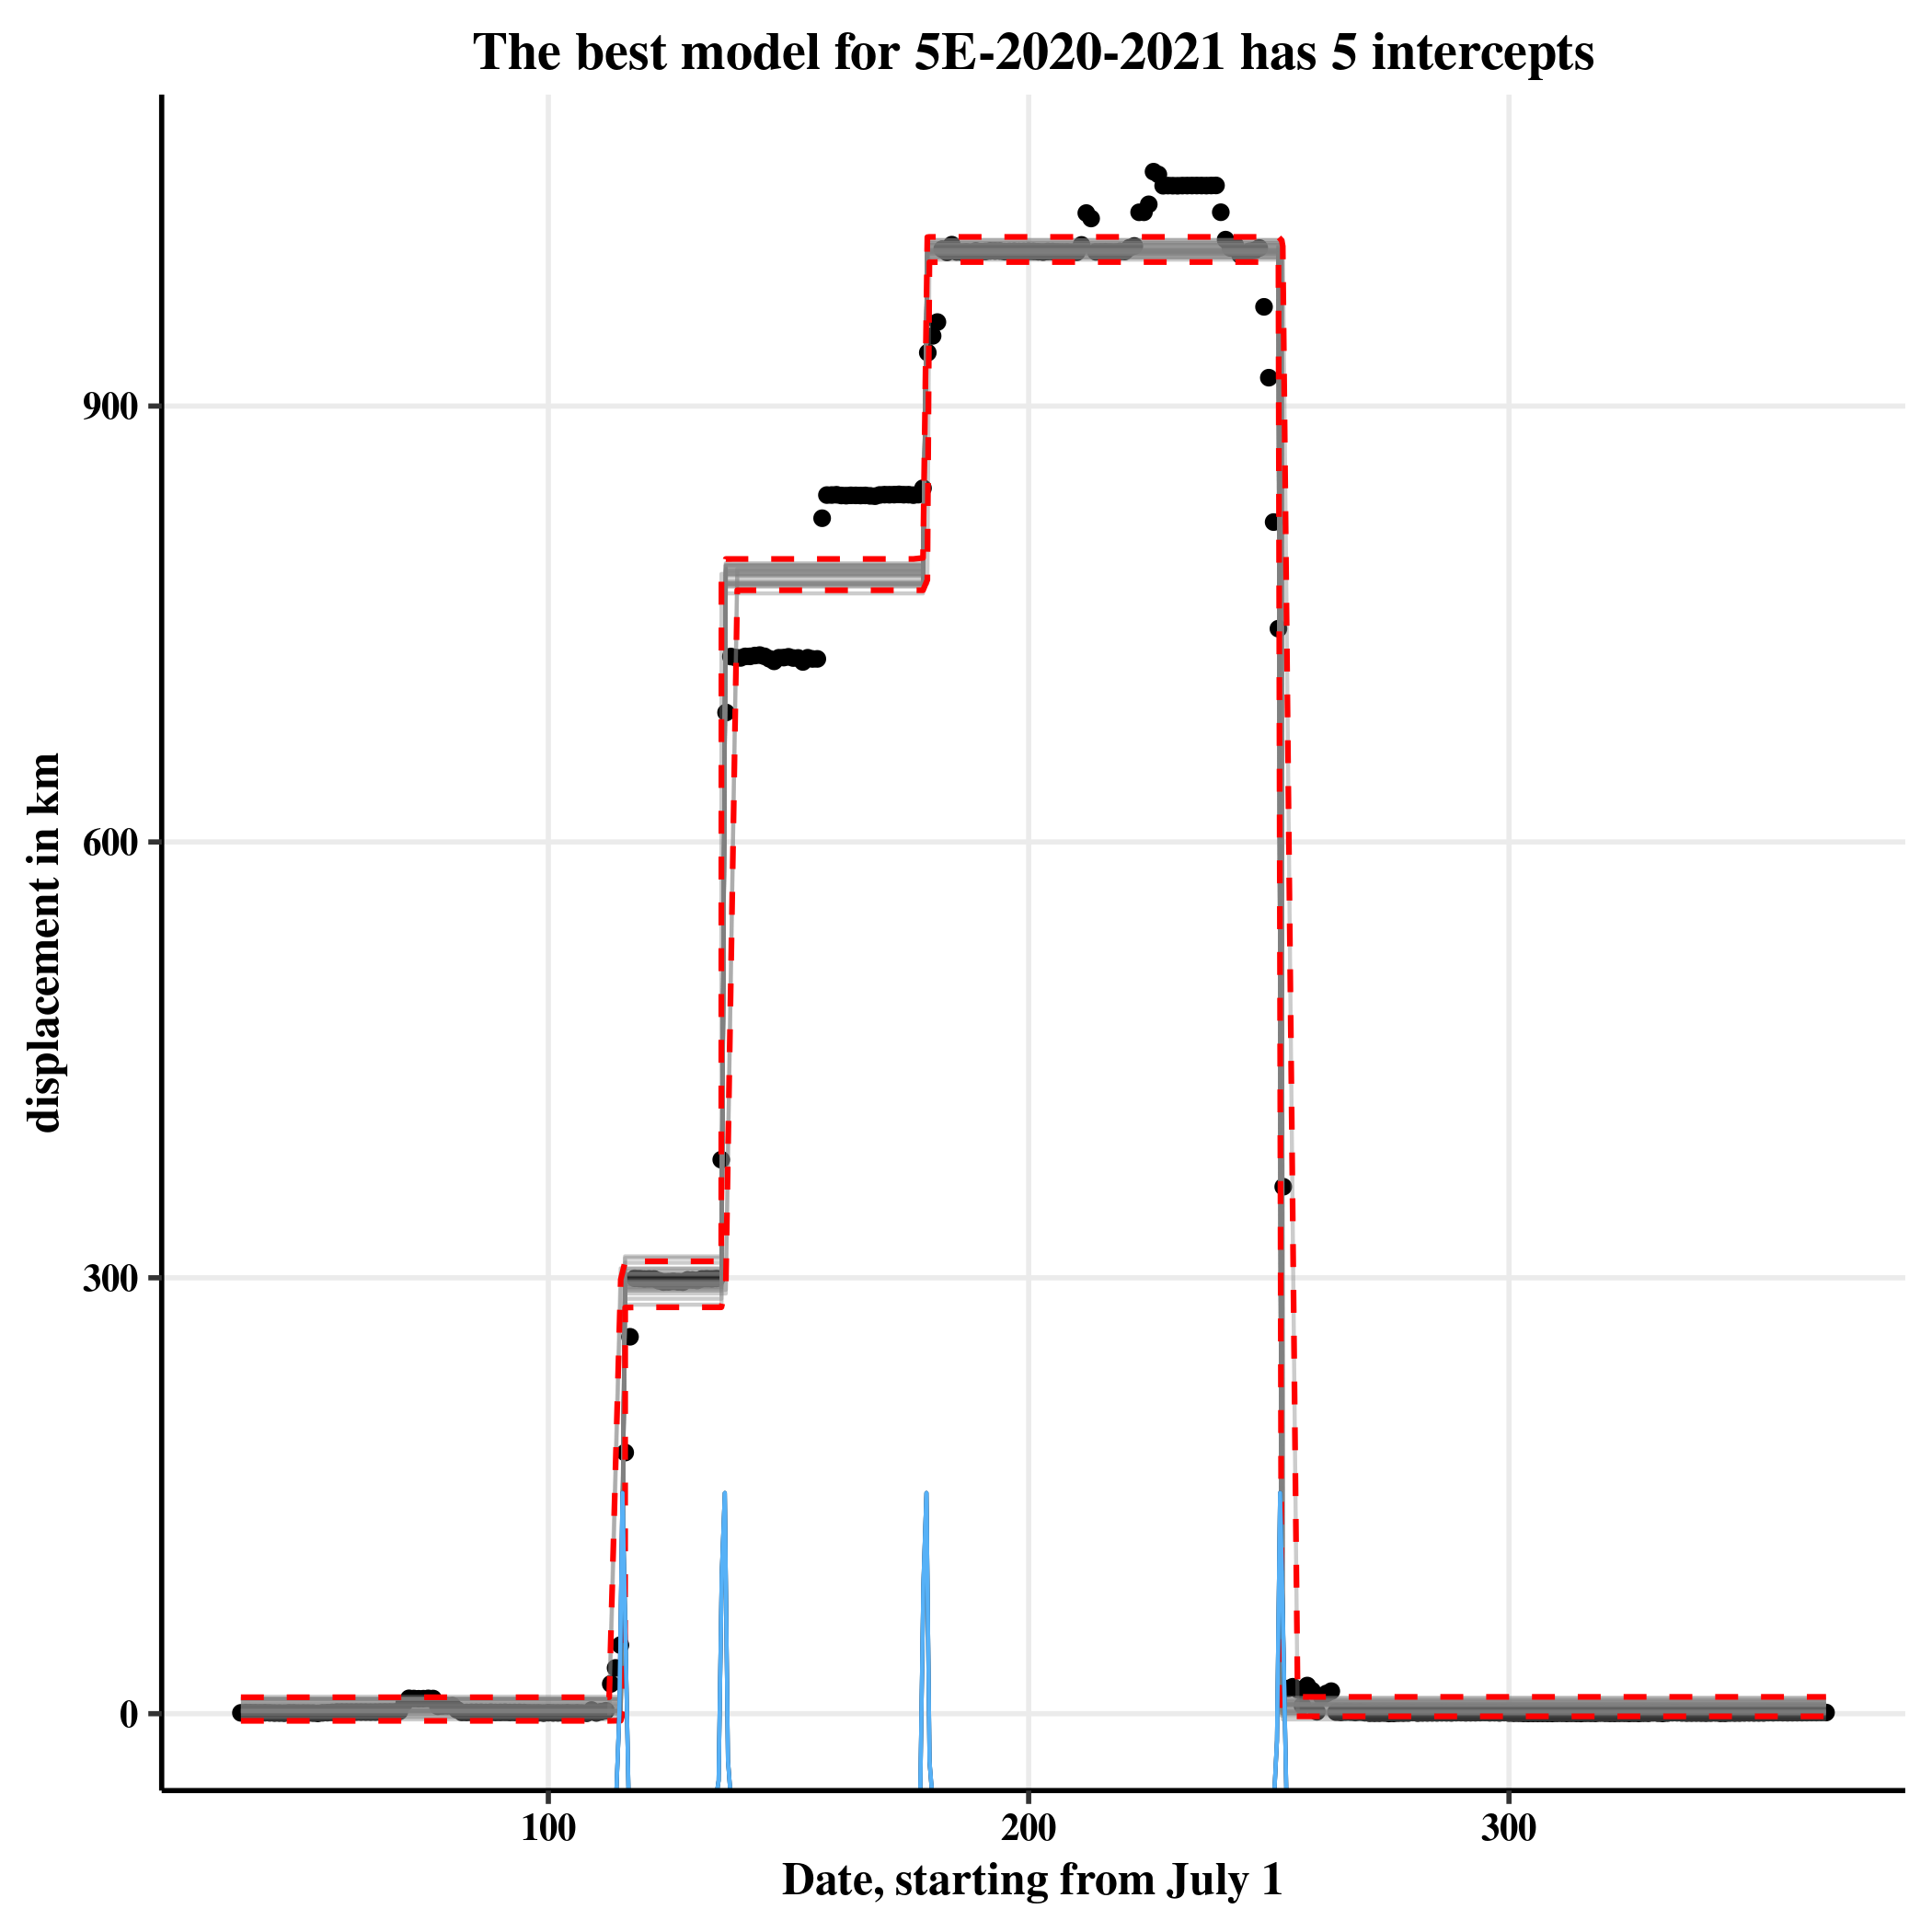 The best model for 5E-2020-2021 has 5 intercepts
displacement in km
900
600
300
0
100 200 300
Date, starting from July 1